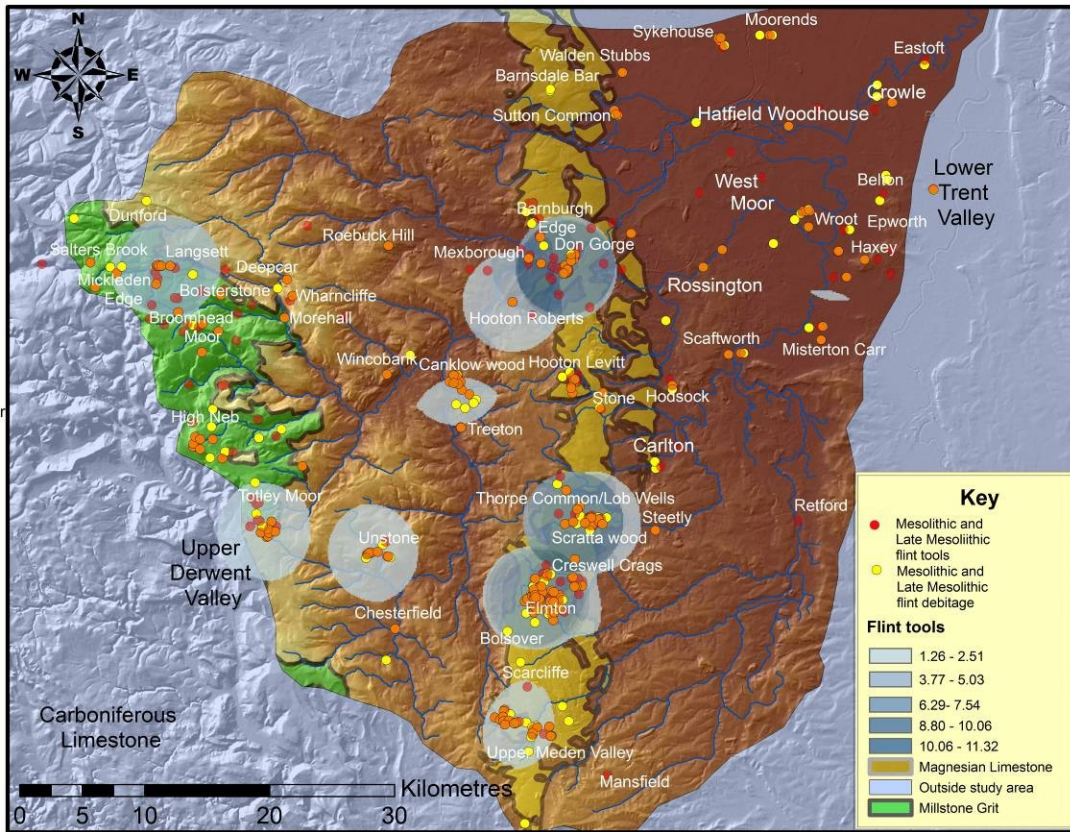 N
W E
S
Sykehouse
Moorends
Walden Stubbs
Eastoft
Barnsdale Bar
Crowle
Sutton Common
Hatfield Woodhouse
Lower
Trent
Valley
West
Moor
Belton
Dunford
Barnburgh
Edge
Wroot
Epworth
Roebuck Hill
Salters Brook
Langsett
Don Gorge
Haxey
Mexborough
Deepcar
Mickleden
Edge
Bolsterstone
Wharncliffe
Rossington
Broomhead
Moor
Morehall
Hooton Roberts
Scaftworth
Misterton Carr
Wincobank
Canklow wood
Hooton Levitt
Stone
Hodsock
r
High Neb
Treeton
Carlton
Totley Moor
Thorpe Common/Lob Wells
Retford
Steetly
Unstone
Scratta wood
Upper
Derwent
Valley
Creswell Crags
Chesterfield
Elmton
Bolsover
Scarcliffe
Carboniferous
Limestone
Upper Meden Valley
Mansfield
Kilometres
0 5 10 20 30
Key
Mesolithic and
Late Mesoliithic
flint tools
Mesolithic and
Late Mesolithic
flint debitage
Flint tools
1.26 - 2.51
3.77 - 5.03
6.29- 7.54
8.80 - 10.06
10.06 - 11.32
Magnesian Limestone
Outside study area
Millstone Grit